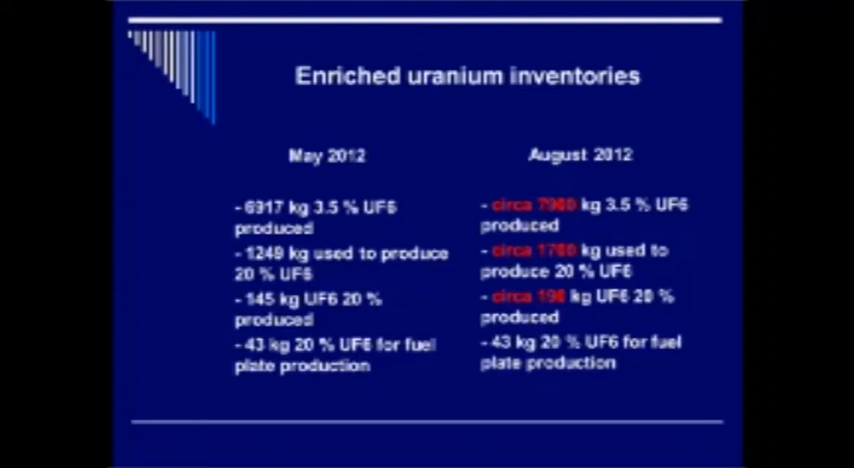 Enriched uranium inventories
May 2012
- 6917 kg 3.5 % UF6
produced
- 1249 kg used to produce
20 % UF6
- 145 kg UF6 20 %
produced
- 43 kg 20 % UF6 for fuel
plate production
August 2012
- circa 7900 kg 3.5 % UF6
produced
- circa 1700 kg used to
produce 20 % UF6
- circa 190 kg UF6 20 %
produced
- 43 kg 20 % UF6 for fuel
plate production